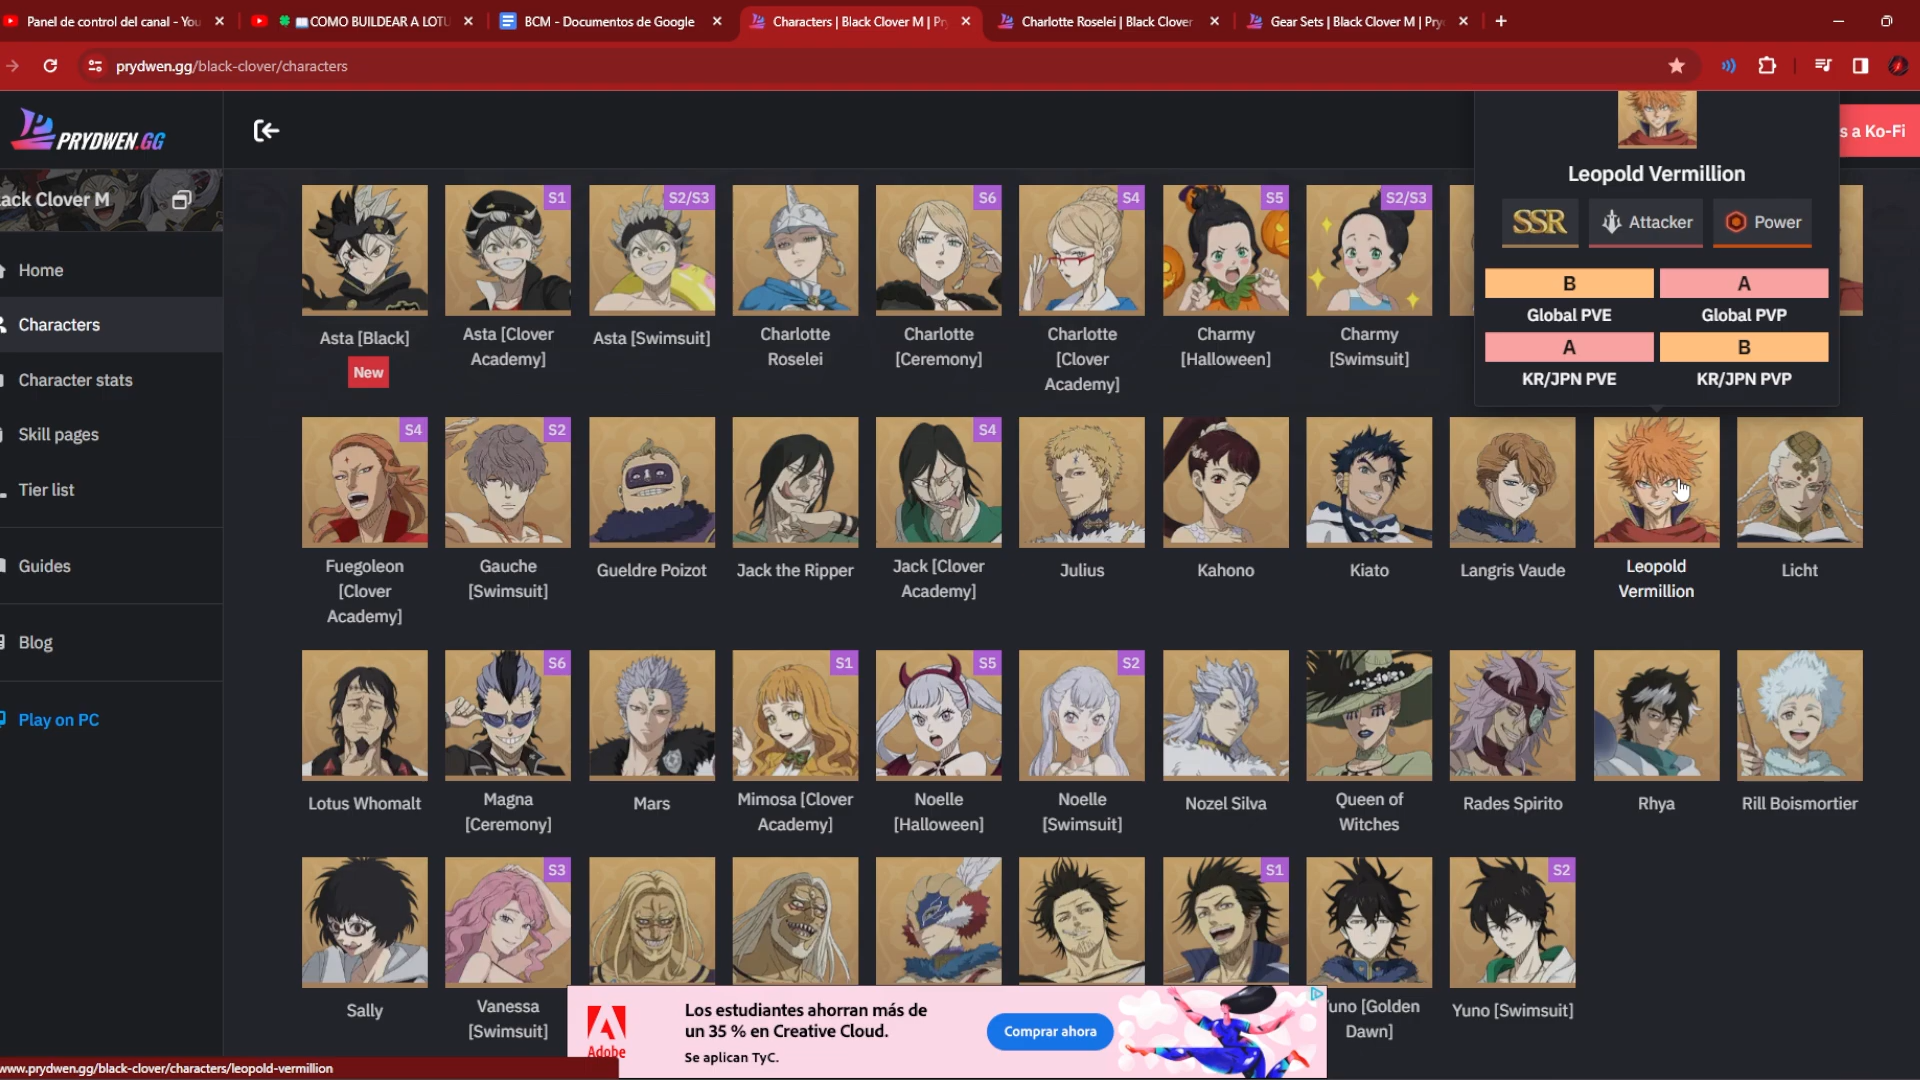 Panel de control del canal - You
COMO BUILDEAR A LOTU
BCM - Documentos de Google
Characters | Black Clover M | Pr
Charlotte Roselei | Black Clover
Gear Sets | Black Clover M | Pry
prydwen.gg/black-clover/characters
PRYDWEN.GG
s a Ko-Fi
ack Clover M
Home
Characters
Character stats
Skill pages
Tier list
Guides
Blog
Play on PC
Leopold Vermillion
SSR Attacker Power
B A
Global PVE Global PVP
A B
KR/JPN PVE KR/JPN PVP
S1 S2/S3 S6 S4 S5 S2/S3
Asta [Black]
New
Asta [Clover
Academy]
Asta [Swimsuit]
Charlotte
Roselei
Charlotte
[Ceremony]
Charlotte
[Clover
Academy]
Charmy
[Halloween]
Charmy
[Swimsuit]
S4 S2 S4
Fuegoleon
[Clover
Academy]
Gauche
[Swimsuit]
Gueldre Poizot
Jack the Ripper
Jack [Clover
Academy]
Julius
Kahono
Kiato
Langris Vaude
Leopold
Vermillion
Licht
S6 S1 S5 S2
Lotus Whomalt
Magna
[Ceremony]
Mars
Mimosa [Clover
Academy]
Noelle
[Halloween]
Noelle
[Swimsuit]
Nozel Silva
Queen of
Witches
Rades Spirito
Rhya
Rill Boismortier
S3 S1 S2
Sally
Vanessa
[Swimsuit]
uno [Golden
Dawn]
Yuno [Swimsuit]
Adobe
Los estudiantes ahorran más de
un 35 % en Creative Cloud.
Se aplican TyC.
Comprar ahora
www.prydwen.gg/black-clover/characters/leopold-vermillion